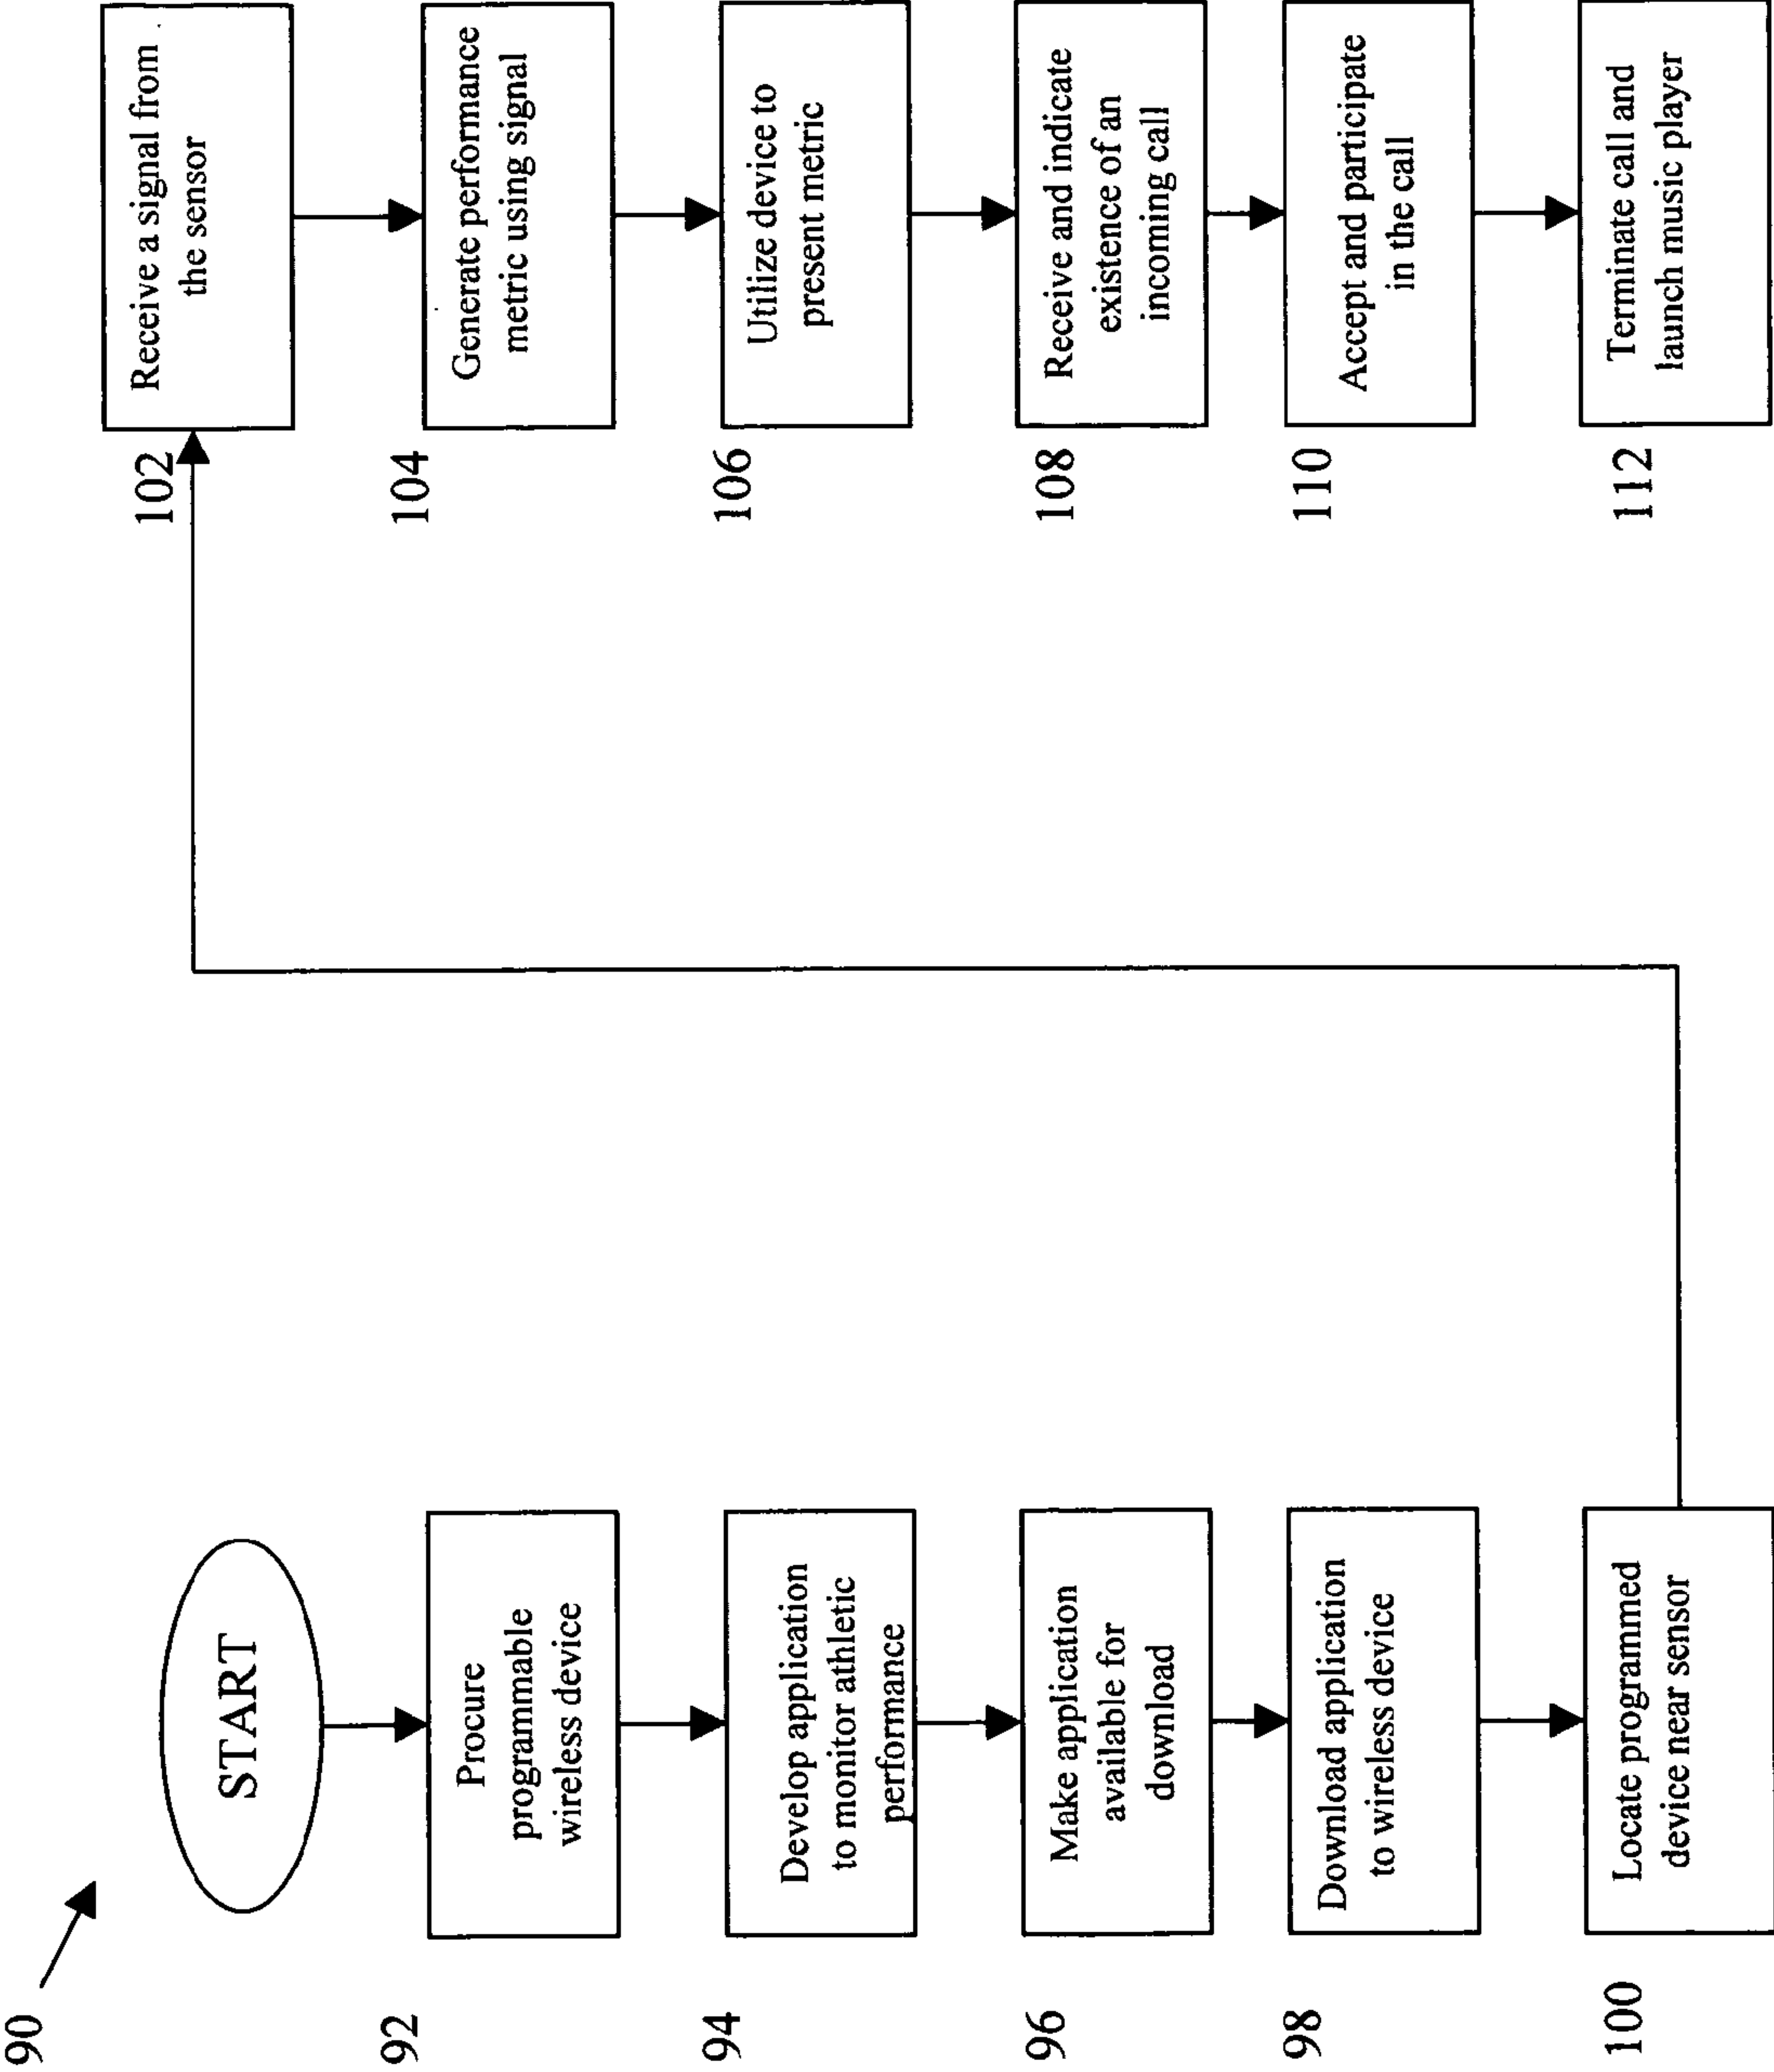 90
START
92
Procure
programmable
wireless device
94
Develop application
to monitor athletic
performance
96
Make application
available for
download
98
Download application
to wireless device
100
Locate programmed
device near sensor
102
Receive a signal from
the sensor
104
Generate performance
metric using signal
106
Utilize device to
present metric
108
Receive and indicate
existence of an
incoming call
110
Accept and participate
in the call
112
Terminate call and
launch music player